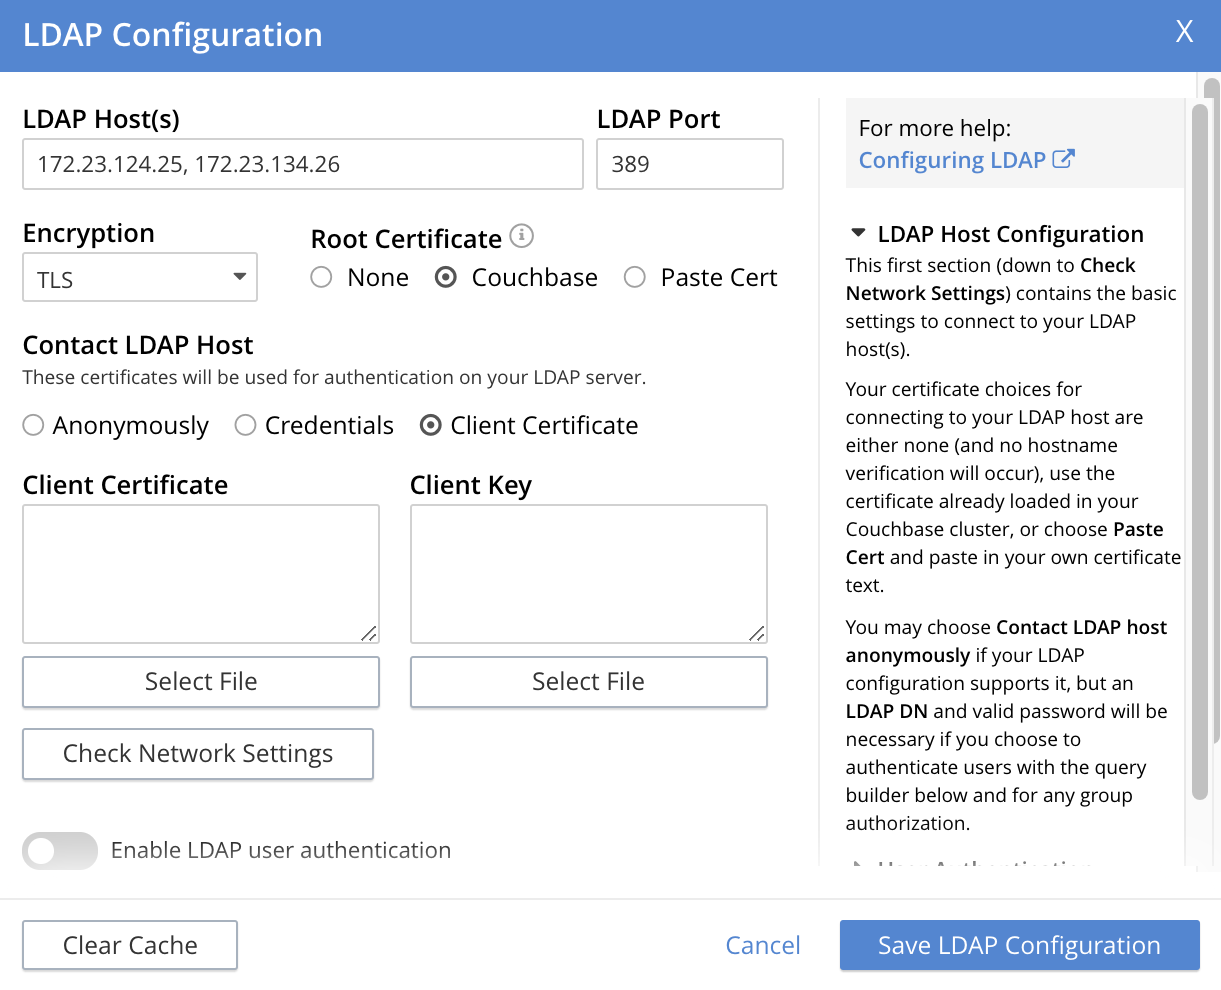 LDAP Configuration
X
LDAP Host(s)
LDAP Port
172.23.124.25, 172.23.134.26
389
Encryption
Root Certificate
TLS
None
Couchbase
Paste Cert
Contact LDAP Host
These certificates will be used for authentication on your LDAP server.
Anonymously
Credentials
Client Certificate
Client Certificate
Client Key
Select File
Select File
Check Network Settings
Enable LDAP user authentication
For more help:
Configuring LDAP
LDAP Host Configuration
This first section (down to Check
Network Settings) contains the basic
settings to connect to your LDAP
host(s).
Your certificate choices for
connecting to your LDAP host are
either none (and no hostname
verification will occur), use the
certificate already loaded in your
Couchbase cluster, or choose Paste
Cert and paste in your own certificate
text.
You may choose Contact LDAP host
anonymously if your LDAP
configuration supports it, but an
LDAP DN and valid password will be
necessary if you choose to
authenticate users with the query
builder below and for any group
authorization.
User Authentication
Clear Cache
Cancel
Save LDAP Configuration